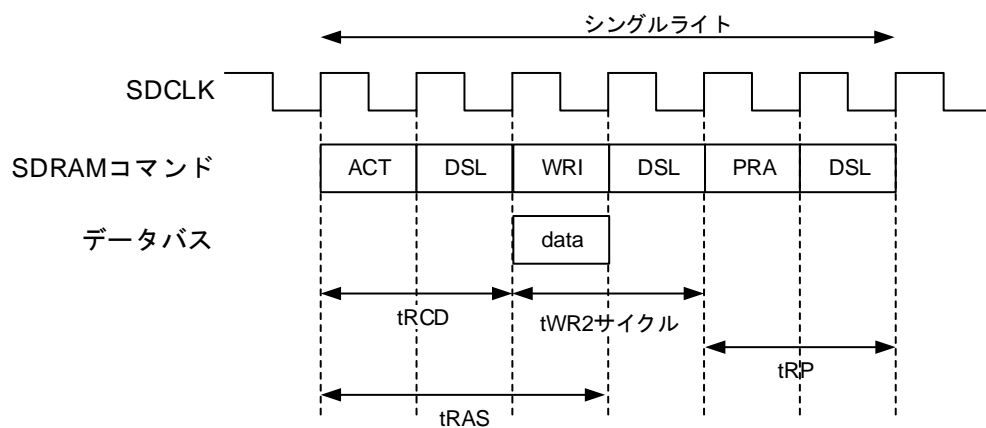 シングルライト
SDCLK
SDRAMコマンド ACT DSL WRI DSL PRA DSL
データバス data
tRCD tWR2サイクル
tRP
tRAS